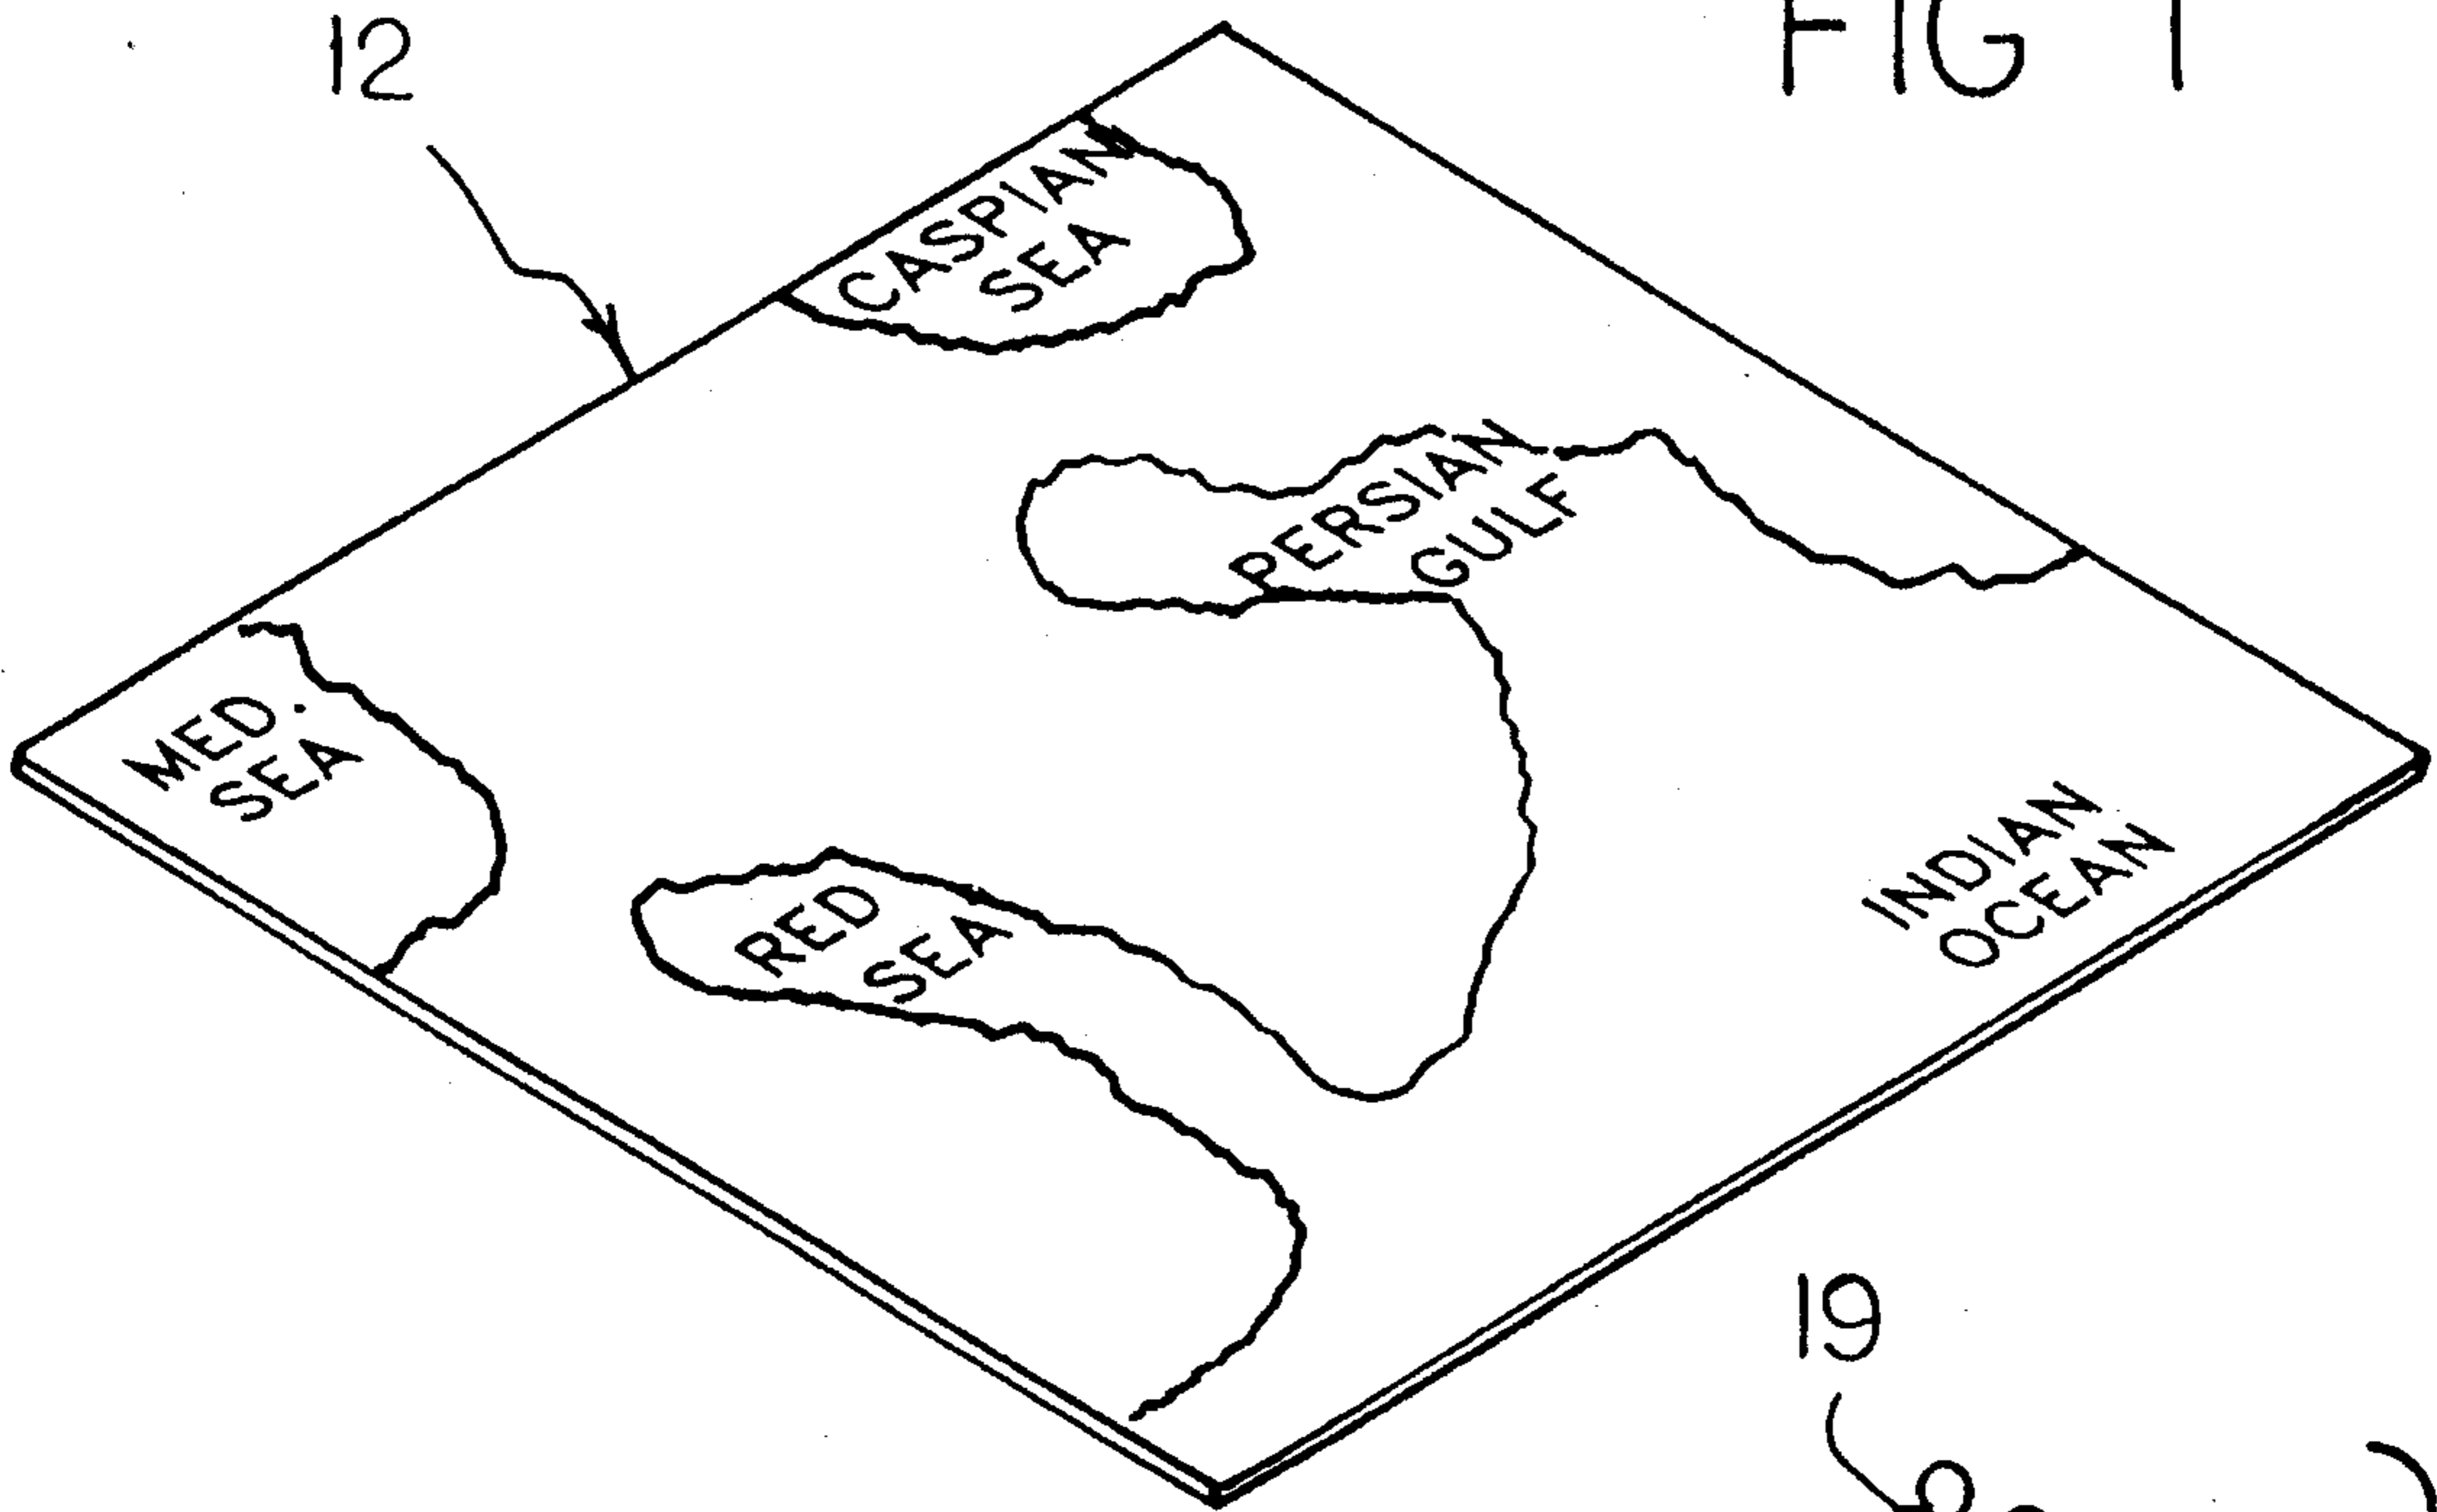 12
FIG 1
CASPIAN
SEA
PERSIAN
GULF
MED.
SEA
RED
SEA
INDIAN
OCEAN
19